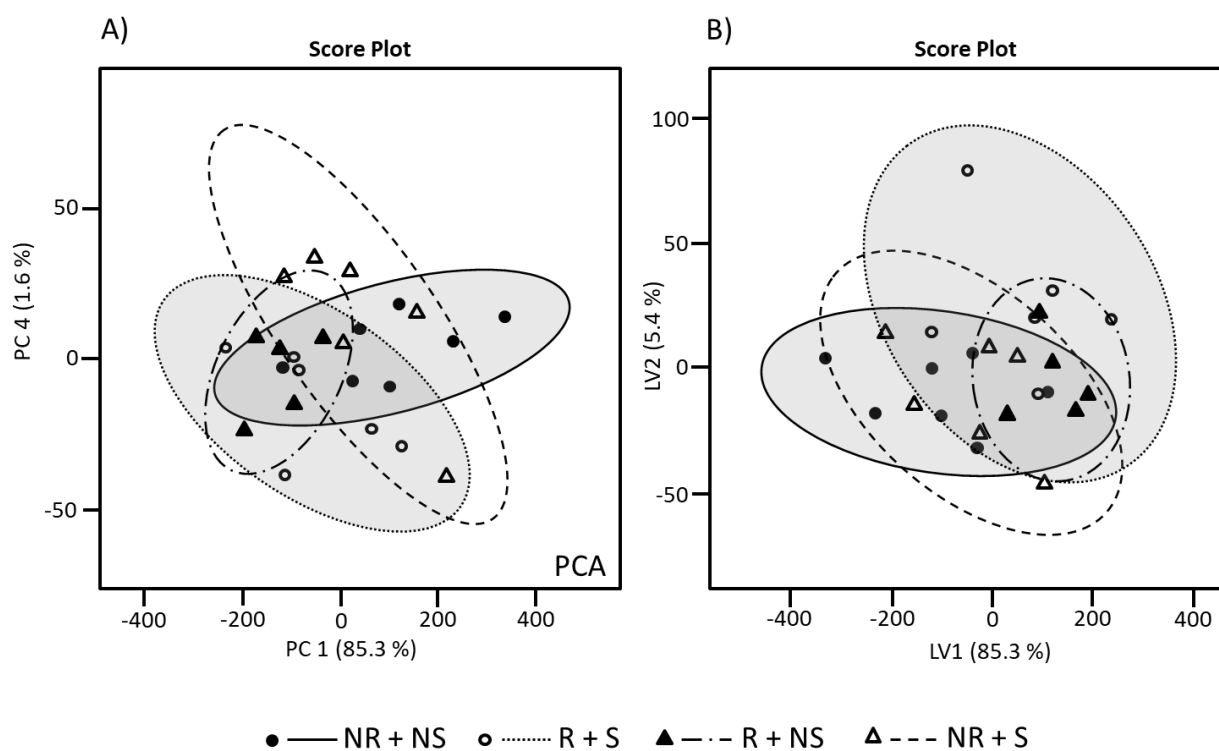 A)
Score Plot
50
0
-50
PC 4 (1.6 %)
PCA
-400 -200 0 200 400
PC 1 (85.3 %)
B)
Score Plot
100
50
0
-50
LV2 (5.4 %)
-400 -200 0 200 400
LV1 (85.3 %)
NR + NS R + S R + NS NR + S